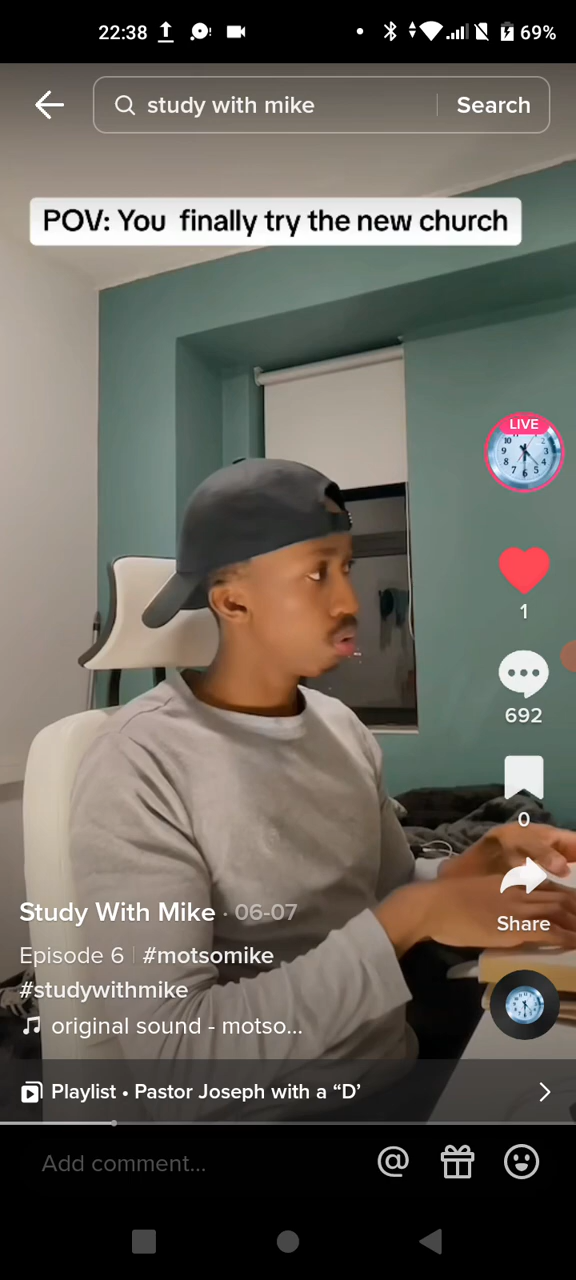 22:38
69%
study with mike
Search
POV: You finally try the new church
LIVE
1
692
0
Share
Study With Mike · 06-07
Episode 6 | #motsomike
#studywithmike
original sound - motso...
Playlist • Pastor Joseph with a “D’
Add comment...